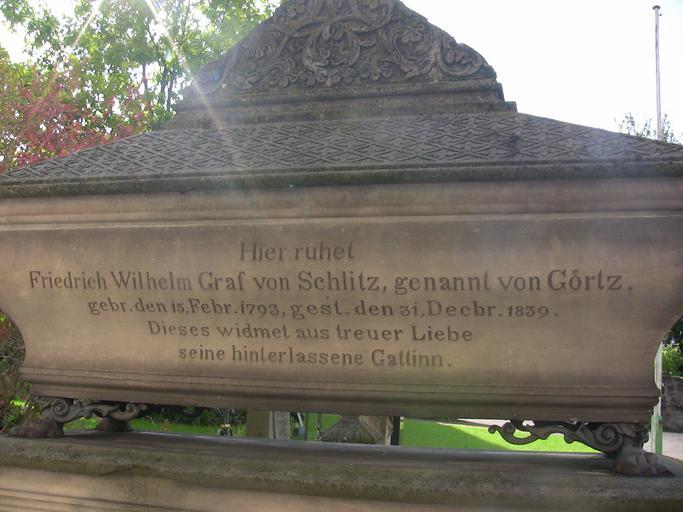 Hier ruhet
Friedrich Wilhelm Graf von Schlitz, genannt von Görtz.
gebr. den 15. Febr. 1793, gest. den 31. Decbr. 1839.
Dieses widmet aus treuer Liebe
seine hinterlassene Gattinn.